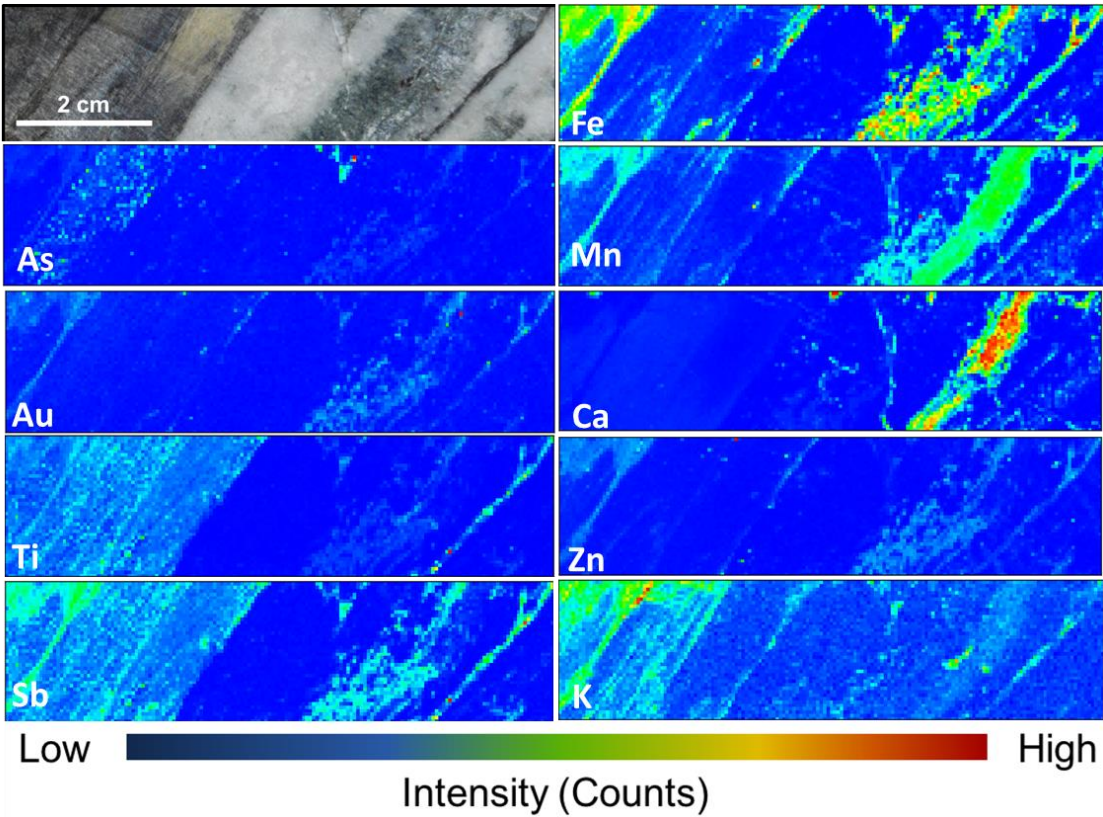 2 cm
Fe
As
Mn
Au
Ca
Ti
Zn
Sb
K
Low High
Intensity (Counts)